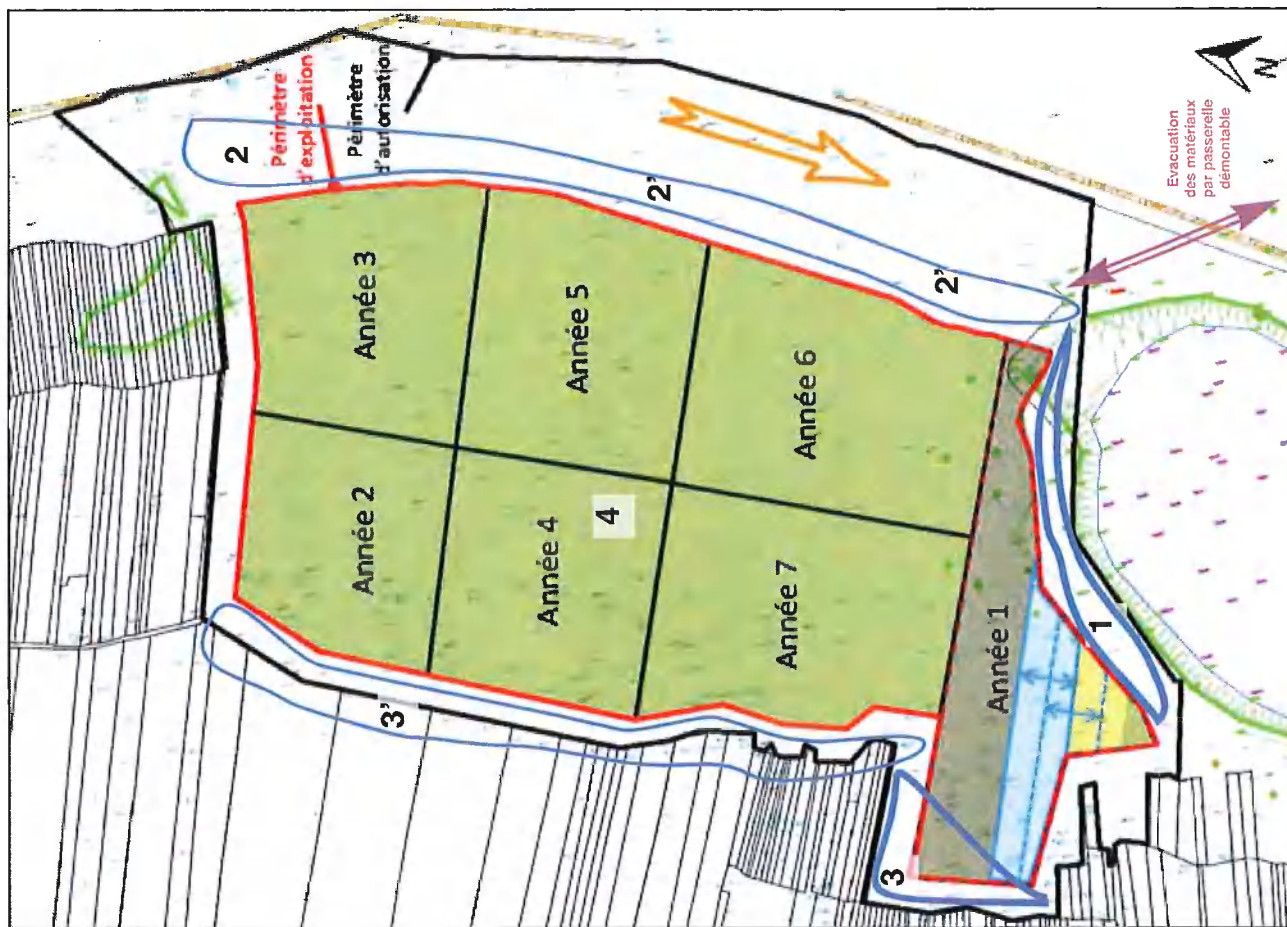 2
Périmètre
d'exploitation
Périmètre
d'autorisation
Année 3
2'
Année 5
2'
Année 6
Année 2
Année 4
4
Année 7
Année 1
3'
3
1
Evacuation
des matériaux
par passerelle
démontable
N